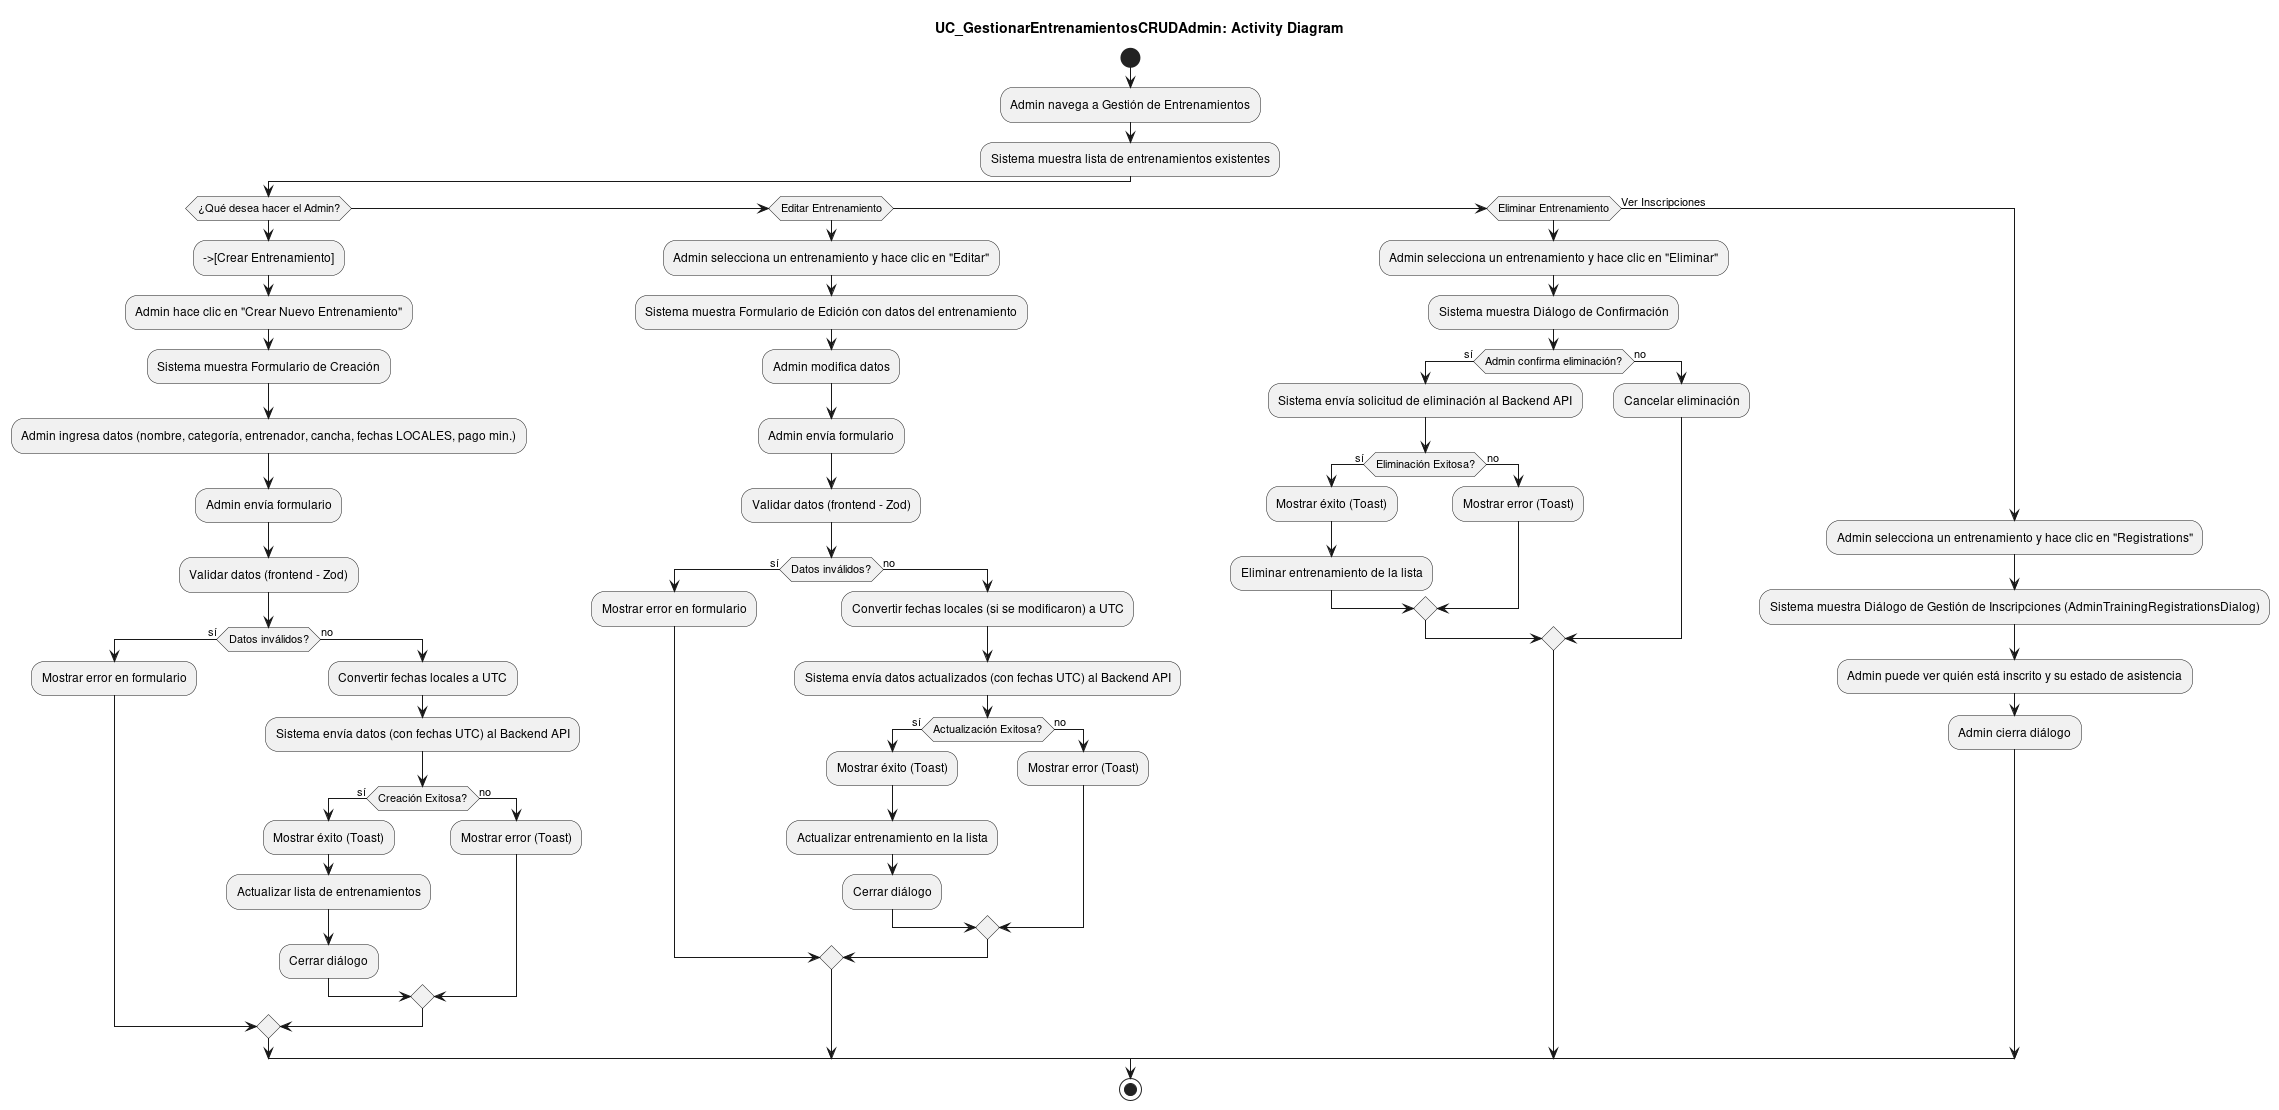 UC_GestionarEntrenamientosCRUDAdmin: Activity Diagram
Admin navega a Gestión de Entrenamientos
Sistema muestra lista de entrenamientos existentes
¿Qué desea hacer el Admin?
->[Crear Entrenamiento]
Admin hace clic en "Crear Nuevo Entrenamiento"
Sistema muestra Formulario de Creación
Admin ingresa datos (nombre, categoría, entrenador, cancha, fechas LOCALES, pago min.)
Admin envía formulario
Validar datos (frontend - Zod)
sí
Datos inválidos?
no
Mostrar error en formulario
Convertir fechas locales a UTC
Sistema envía datos (con fechas UTC) al Backend API
sí
Creación Exitosa?
no
Mostrar éxito (Toast)
Mostrar error (Toast)
Actualizar lista de entrenamientos
Cerrar diálogo
Editar Entrenamiento
Admin selecciona un entrenamiento y hace clic en "Editar"
Sistema muestra Formulario de Edición con datos del entrenamiento
Admin modifica datos
Admin envía formulario
Validar datos (frontend - Zod)
sí
Datos inválidos?
no
Mostrar error en formulario
Convertir fechas locales (si se modificaron) a UTC
Sistema envía datos actualizados (con fechas UTC) al Backend API
sí
Actualización Exitosa?
no
Mostrar éxito (Toast)
Mostrar error (Toast)
Actualizar entrenamiento en la lista
Cerrar diálogo
Eliminar Entrenamiento
Admin selecciona un entrenamiento y hace clic en "Eliminar"
Sistema muestra Diálogo de Confirmación
sí
Admin confirma eliminación?
no
Sistema envía solicitud de eliminación al Backend API
Cancelar eliminación
sí
Eliminación Exitosa?
no
Mostrar éxito (Toast)
Mostrar error (Toast)
Eliminar entrenamiento de la lista
Ver Inscripciones
Admin selecciona un entrenamiento y hace clic en "Registrations"
Sistema muestra Diálogo de Gestión de Inscripciones (AdminTrainingRegistrationsDialog)
Admin puede ver quién está inscrito y su estado de asistencia
Admin cierra diálogo